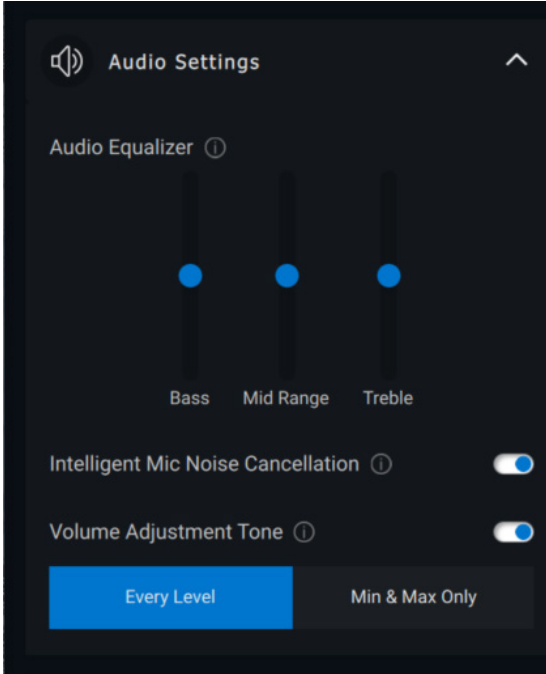 Audio Settings
Audio Equalizer
Bass Mid Range Treble
Intelligent Mic Noise Cancellation
Volume Adjustment Tone
Every Level Min & Max Only